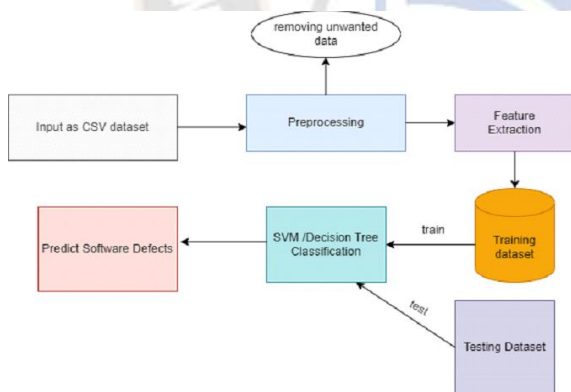 removing unwanted
data
Input as CSV dataset
Preprocessing
Feature
Extraction
Predict Software Defects
SVM /Decision Tree
Classification
train
Training
dataset
test
Testing Dataset